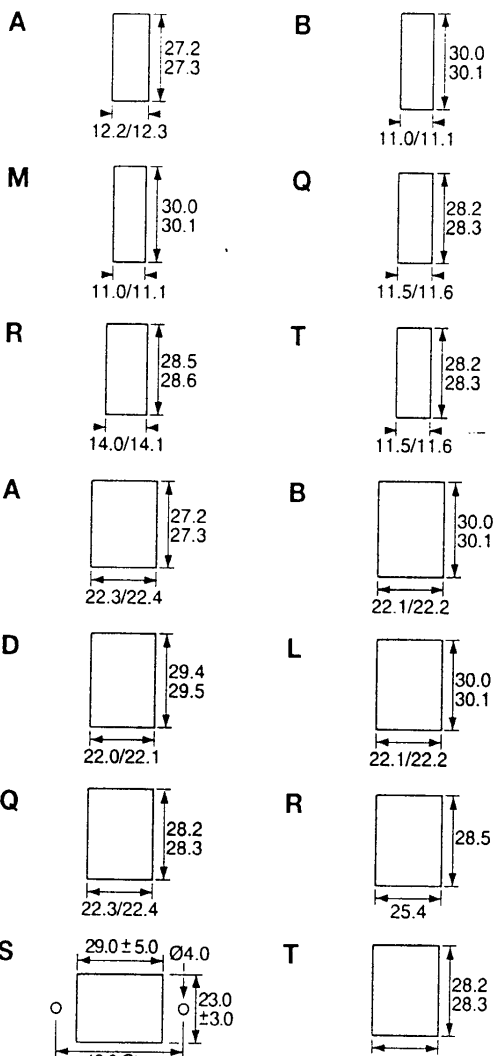 A
27.2
27.3
12.2/12.3
B
30.0
30.1
11.0/11.1
M
30.0
30.1
11.0/11.1
Q
28.2
28.3
11.5/11.6
R
28.5
28.6
14.0/14.1
T
28.2
28.3
11.5/11.6
A
27.2
27.3
22.3/22.4
B
30.0
30.1
22.1/22.2
D
29.4
29.5
22.0/22.1
L
30.0
30.1
22.1/22.2
Q
28.2
28.3
22.3/22.4
R
28.5
25.4
S
29.0±5.0
Ø4.0
23.0
±3.0
T
28.2
28.3